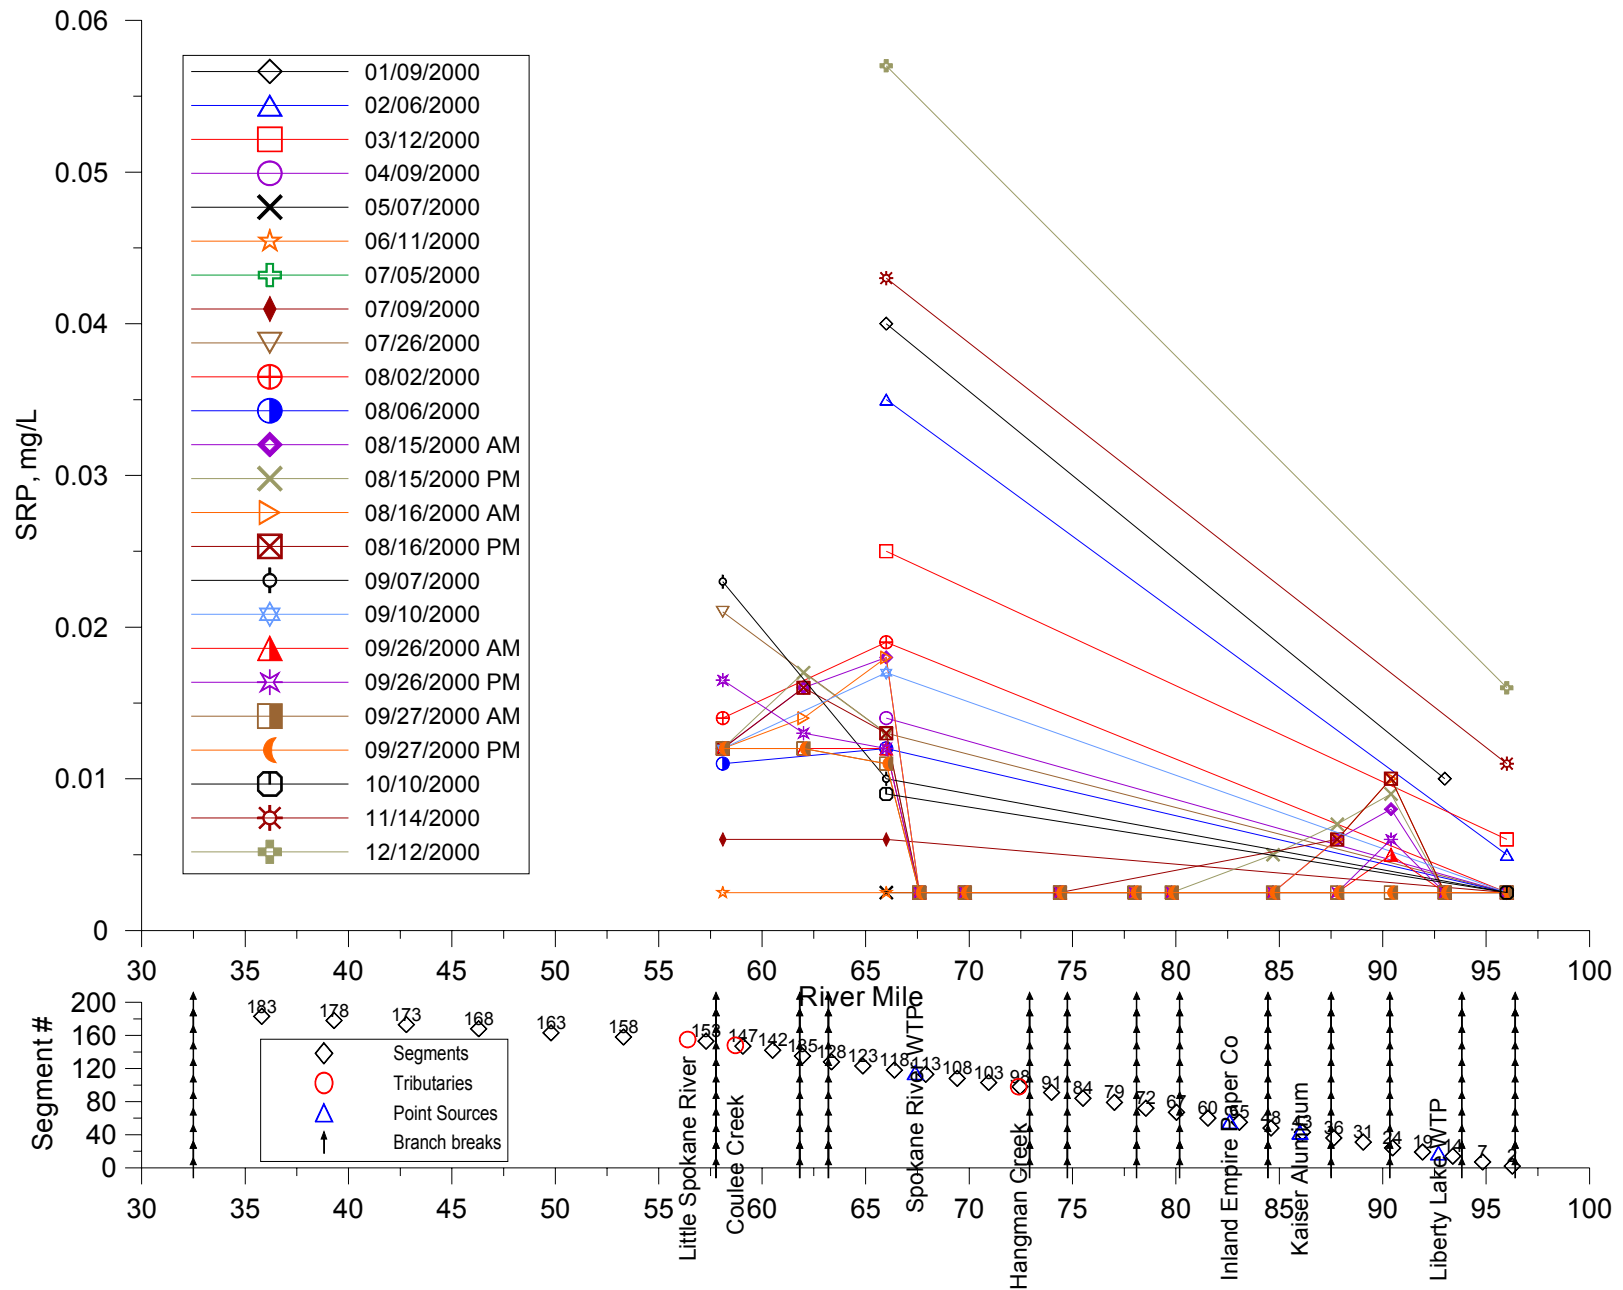 0.06
0.05
0.04
0.03
0.02
0.01
0
SRP, mg/L
01/09/2000
02/06/2000
03/12/2000
04/09/2000
05/07/2000
06/11/2000
07/05/2000
07/09/2000
07/26/2000
08/02/2000
08/06/2000
08/15/2000 AM
08/15/2000 PM
08/16/2000 AM
08/16/2000 PM
09/07/2000
09/10/2000
09/26/2000 AM
09/26/2000 PM
09/27/2000 AM
09/27/2000 PM
10/10/2000
11/14/2000
12/12/2000
30 35 40 45 50 55 60 65 70 75 80 85 90 95 100
River Mile
200
160
120
80
40
0
Segment #
183 178 173 168 163 158 153 147 142 135 128 123 118 113 108 103 98 91 84 79 72 67 60 55 48 43 36 31 24 19 14 7 2
Segments
Tributaries
Point Sources
Branch breaks
30 35 40 45 50 55 60 65 70 75 80 85 90 95 100
Little Spokane River
Coulee Creek
Spokane River WTP
Hangman Creek
Inland Empire Paper Co
Kaiser Aluminum
Liberty Lake WTP